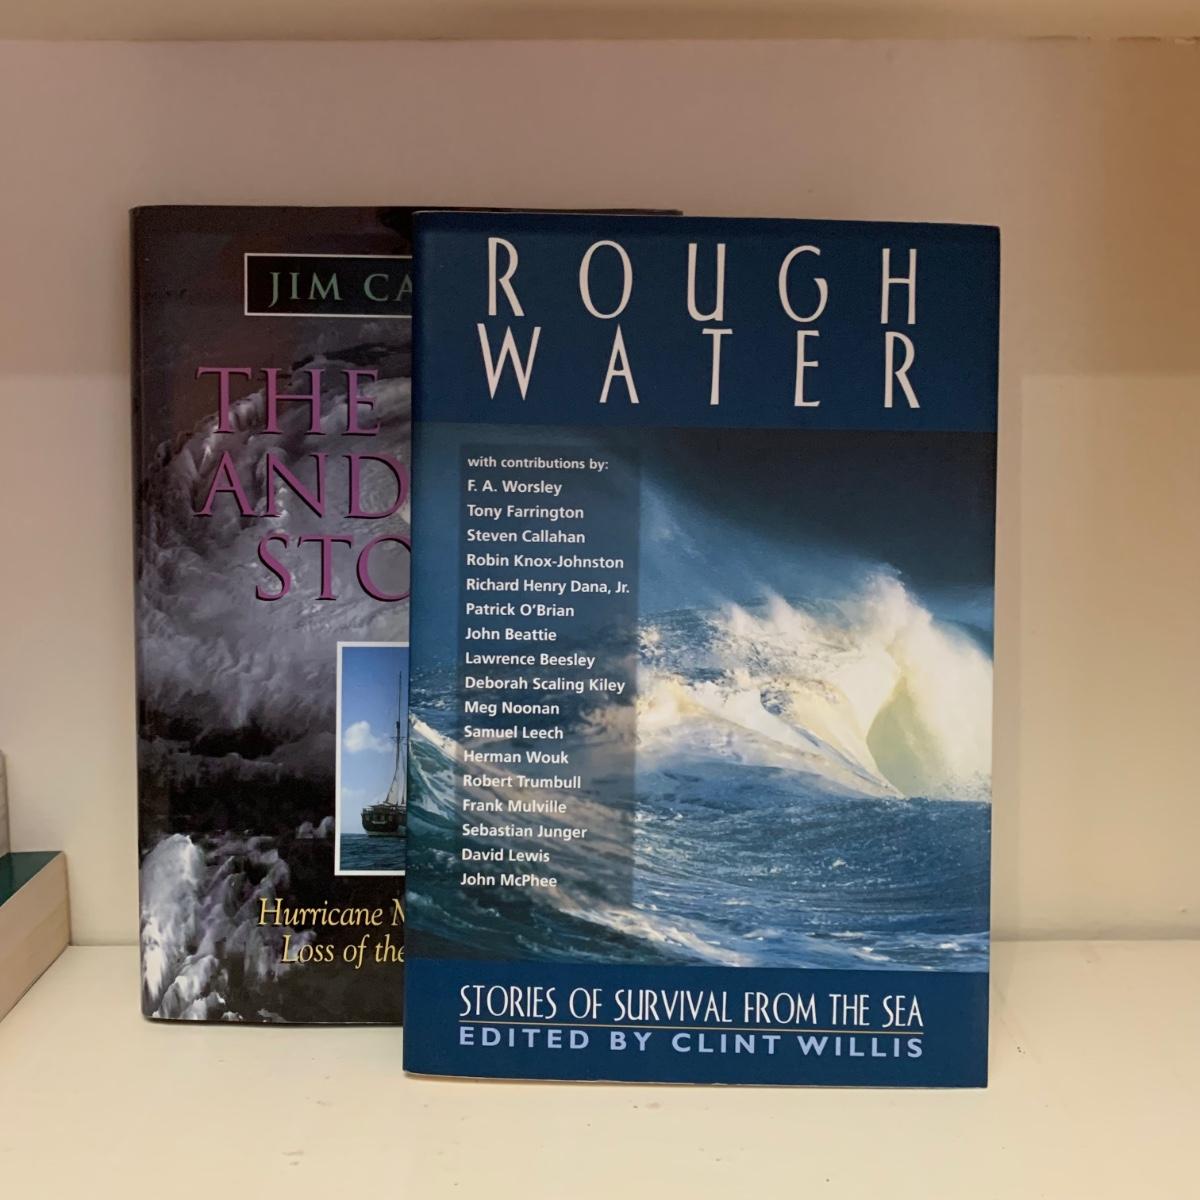 JIM CA
THE
AND
STO
Hurricane M
Loss of the
ROUGH
WATER
with contributions by:
F. A. Worsley
Tony Farrington
Steven Callahan
Robin Knox-Johnston
Richard Henry Dana, Jr.
Patrick O'Brian
John Beattie
Lawrence Beesley
Deborah Scaling Kiley
Meg Noonan
Samuel Leech
Herman Wouk
Robert Trumbull
Frank Mulville
Sebastian Junger
David Lewis
John McPhee
STORIES OF SURVIVAL FROM THE SEA
EDITED BY CLINT WILLIS